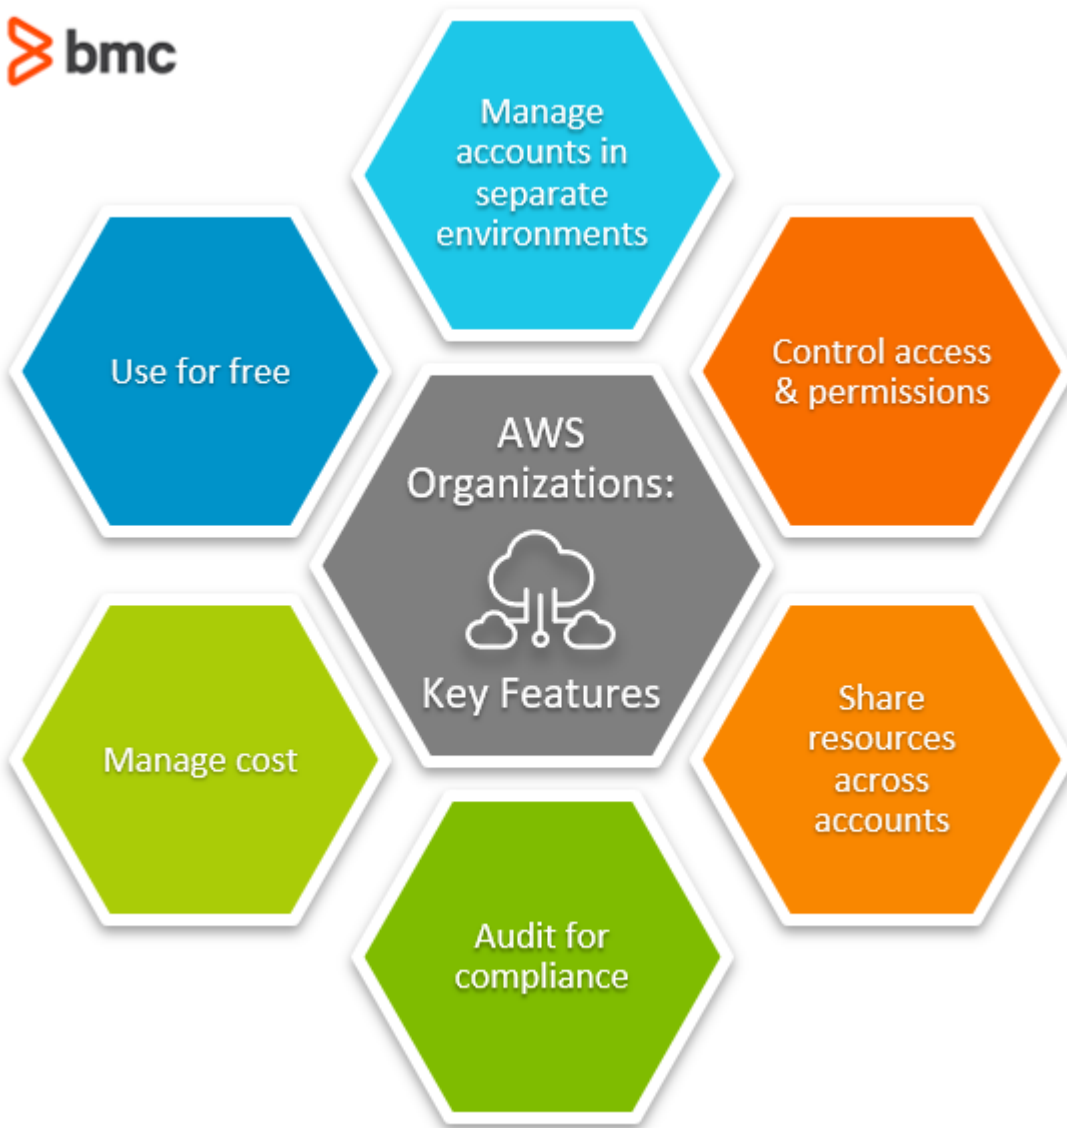 bmc
Manage
accounts in
separate
environments
Use for free
Control access
& permissions
AWS
Organizations:
Key Features
Manage cost
Share
resources
across
accounts
Audit for
compliance